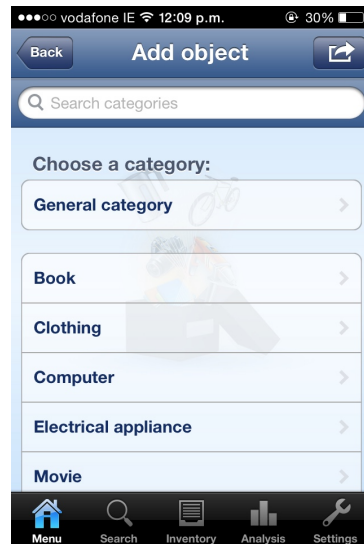 vodafone IE 12:09 p.m. 30%
Back Add object
Search categories
Choose a category:
General category
Book
Clothing
Computer
Electrical appliance
Movie
Menu Search Inventory Analysis Settings